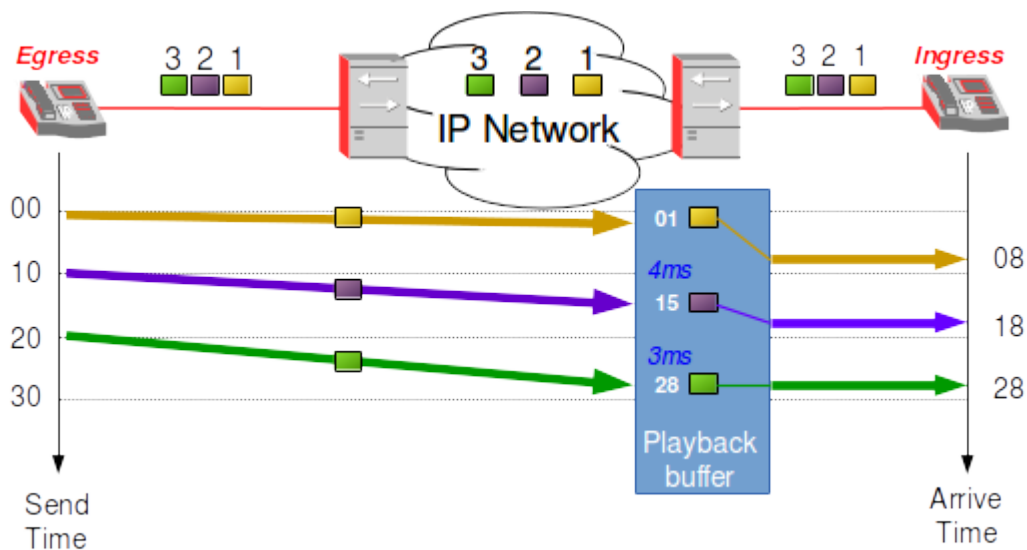 Egress
3 2 1
3 2 1
3 2 1
Ingress
IP Network
00
01
08
10
4ms
15
18
20
3ms
28
28
30
Playback
buffer
Send
Time
Arrive
Time